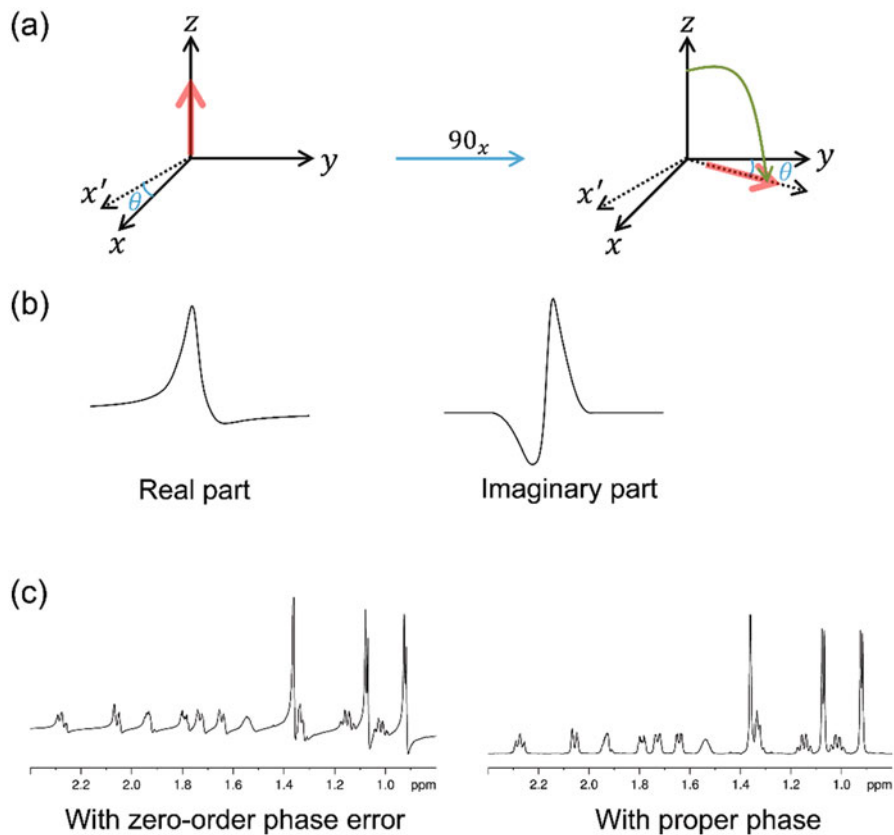 (a)
z
z
90ₓ
y
y
x′
θ
x
θ
x′
x
(b)
Real part
Imaginary part
(c)
2.2 2.0 1.8 1.6 1.4 1.2 1.0 ppm
2.2 2.0 1.8 1.6 1.4 1.2 1.0 ppm
With zero-order phase error
With proper phase